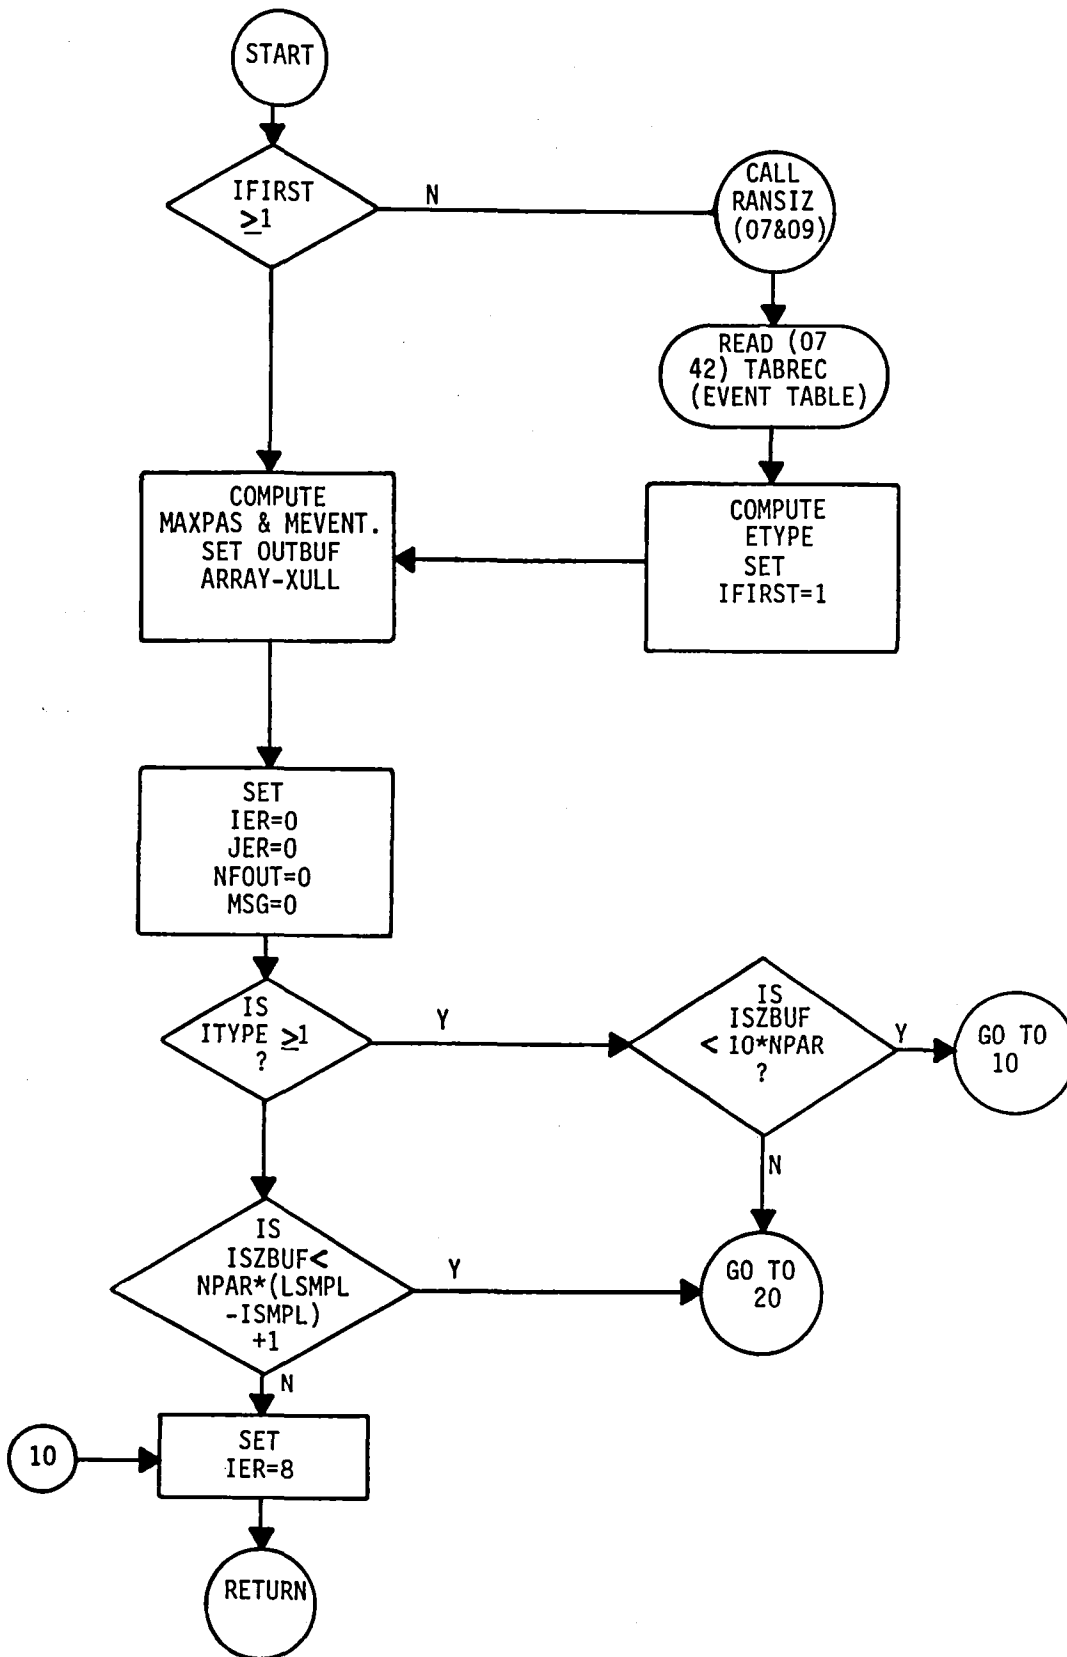 START
IFIRST
≥1
N
CALL
RANSIZ
(07&09)
READ (07
42) TABREC
(EVENT TABLE)
COMPUTE
MAXPAS & MEVENT.
SET OUTBUF
ARRAY-XULL
COMPUTE
ETYPE
SET
IFIRST=1
SET
IER=0
JER=0
NFOUT=0
MSG=0
IS
ITYPE ≥1
?
Y
IS
ISZBUF
< 10*NPAR
?
Y
GO TO
10
N
IS
ISZBUF<
NPAR*(LSMPL
-ISMPL)
+1
Y
GO TO
20
N
10
SET
IER=8
RETURN